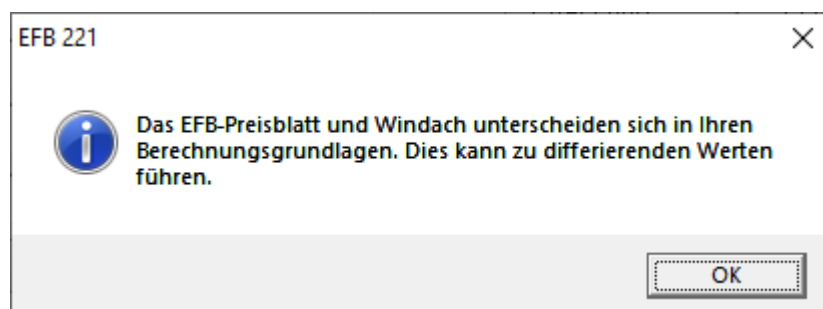 EFB 221
Das EFB-Preisblatt und Windach unterscheiden sich in Ihren
Berechnungsgrundlagen. Dies kann zu differierenden Werten
führen.
OK